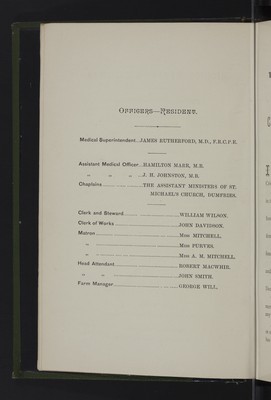 OFFICERS—RESIDENT.
Medical Superintendent..JAMES RUTHERFORD, M.D., F.R.C.P.E.
Assistant Medical Officer..HAMILTON MARR, M.B.
„ „ „ ..J. H. JOHNSTON, M.B.
Chaplains....................THE ASSISTANT MINISTERS OF ST.
MICHAEL'S CHURCH, DUMFRIES.
Clerk and Steward....................WILLIAM WILSON.
Clerk of Works....................JOHN DAVIDSON.
Matron....................Miss MITCHELL.
„ ....................Miss PURVES.
„ ....................Miss A. M. MITCHELL.
Head Attendant....................ROBERT MACWHIR.
„ „ ....................JOHN SMITH.
Farm Manager....................GEORGE WILL.